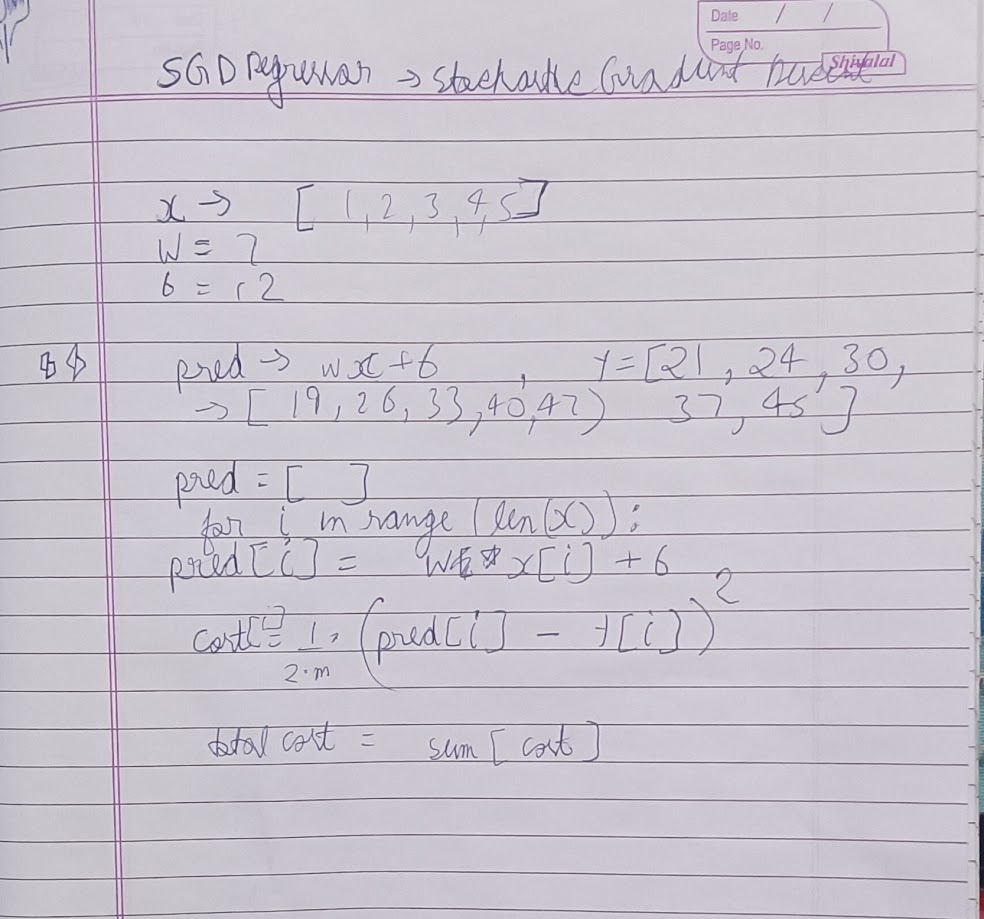 Date / /
Page No.
Shivalal
SGD Regressor → Stochastic Gradient Descent
x → [ 1, 2, 3, 4, 5 ]
W = 7
b = 12
pred → wx + b , Y = [21, 24, 30,
→ [ 19, 26, 33, 40, 47 ) 37, 45 ]
pred = [ ]
for i in range (len(x)):
pred[i] = W * x[i] + b
cost[i] = 1/2·m · (pred[i] - Y[i])²
total cost = sum [ cost ]